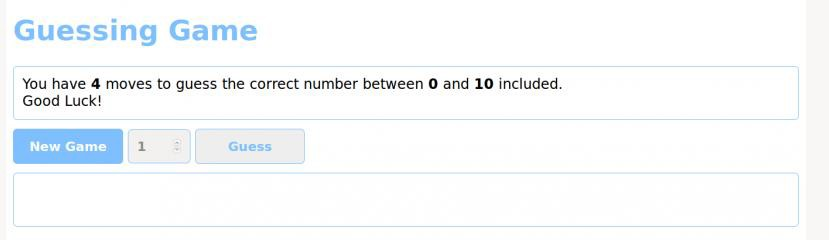 Guessing Game
You have 4 moves to guess the correct number between 0 and 10 included.
Good Luck!
New Game
1
Guess